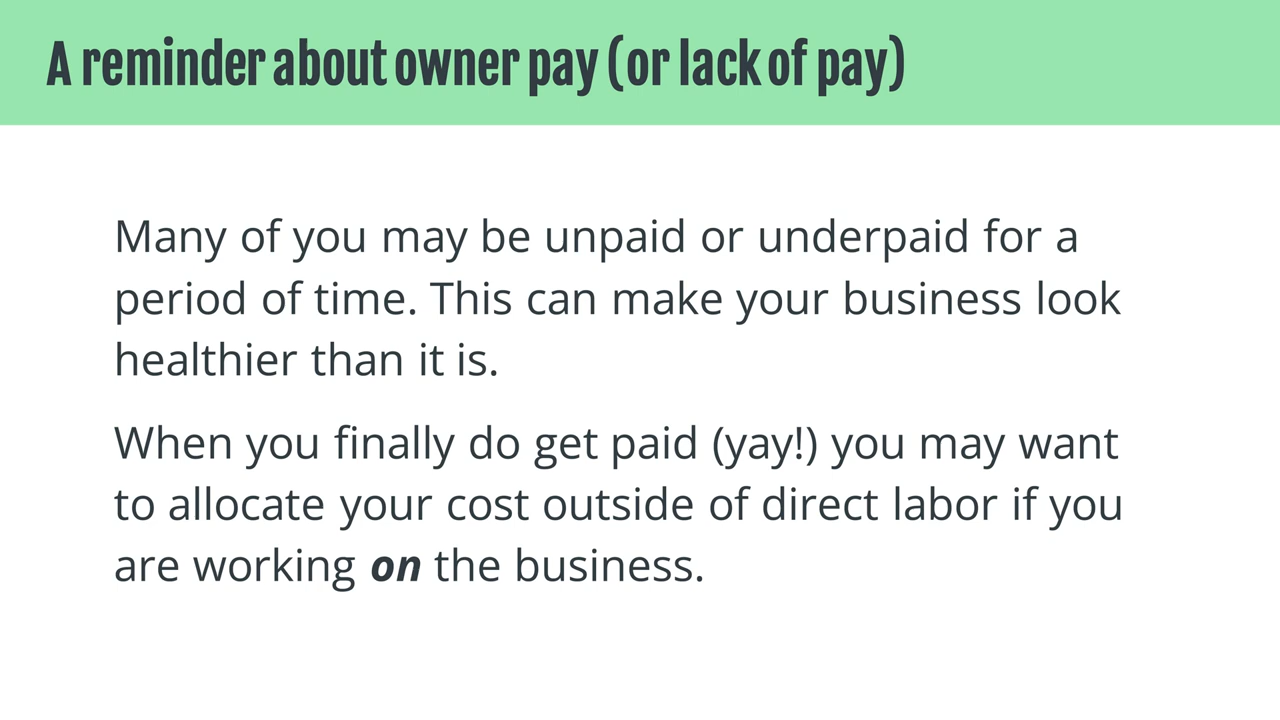 A reminder about owner pay (or lack of pay)
Many of you may be unpaid or underpaid for a
period of time. This can make your business look
healthier than it is.
When you finally do get paid (yay!) you may want
to allocate your cost outside of direct labor if you
are working on the business.